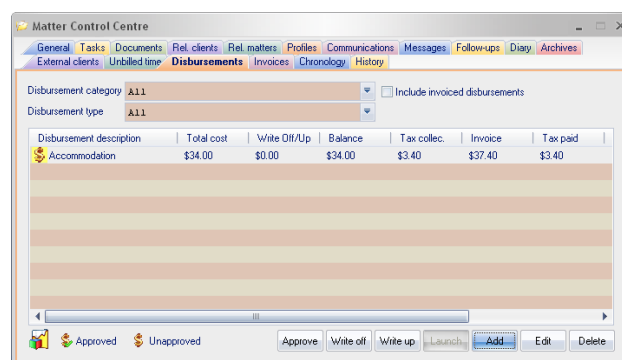 Matter Control Centre
General Tasks Documents Rel. clients Rel. matters Profiles Communications Messages Follow-ups Diary Archives
External clients Unbilled time Disbursements Invoices Chronology History
Disbursement category All Include invoiced disbursements
Disbursement type All
Disbursement description Total cost Write Off/Up Balance Tax collec. Invoice Tax paid
Accommodation $34.00 $0.00 $34.00 $3.40 $37.40 $3.40
Approved Unapproved Approve Write off Write up Launch Add Edit Delete